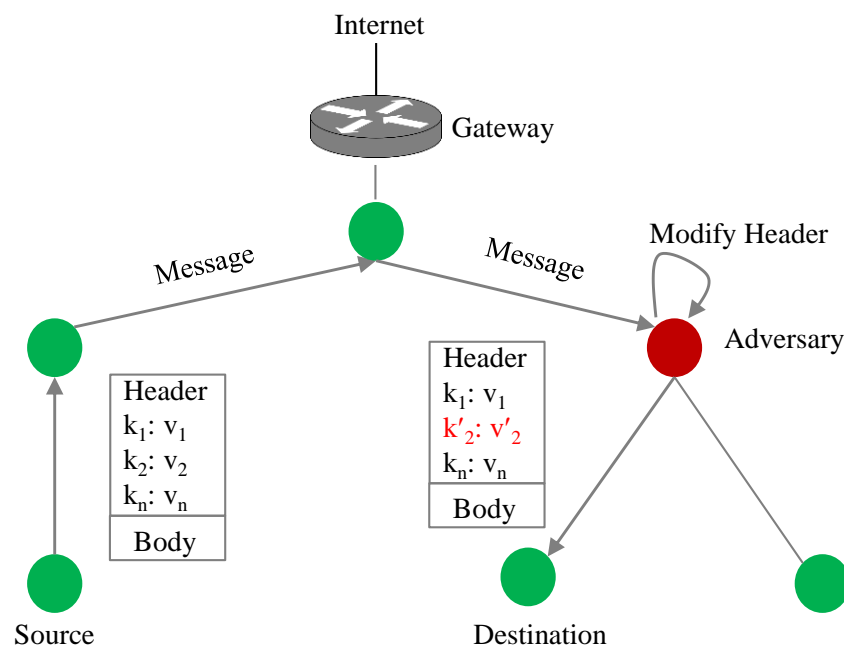 Internet
Gateway
Message
Message
Modify Header
Adversary
Header
k₁: v₁
k₂: v₂
kₙ: vₙ
Body
Header
k₁: v₁
k′₂: v′₂
kₙ: vₙ
Body
Source
Destination